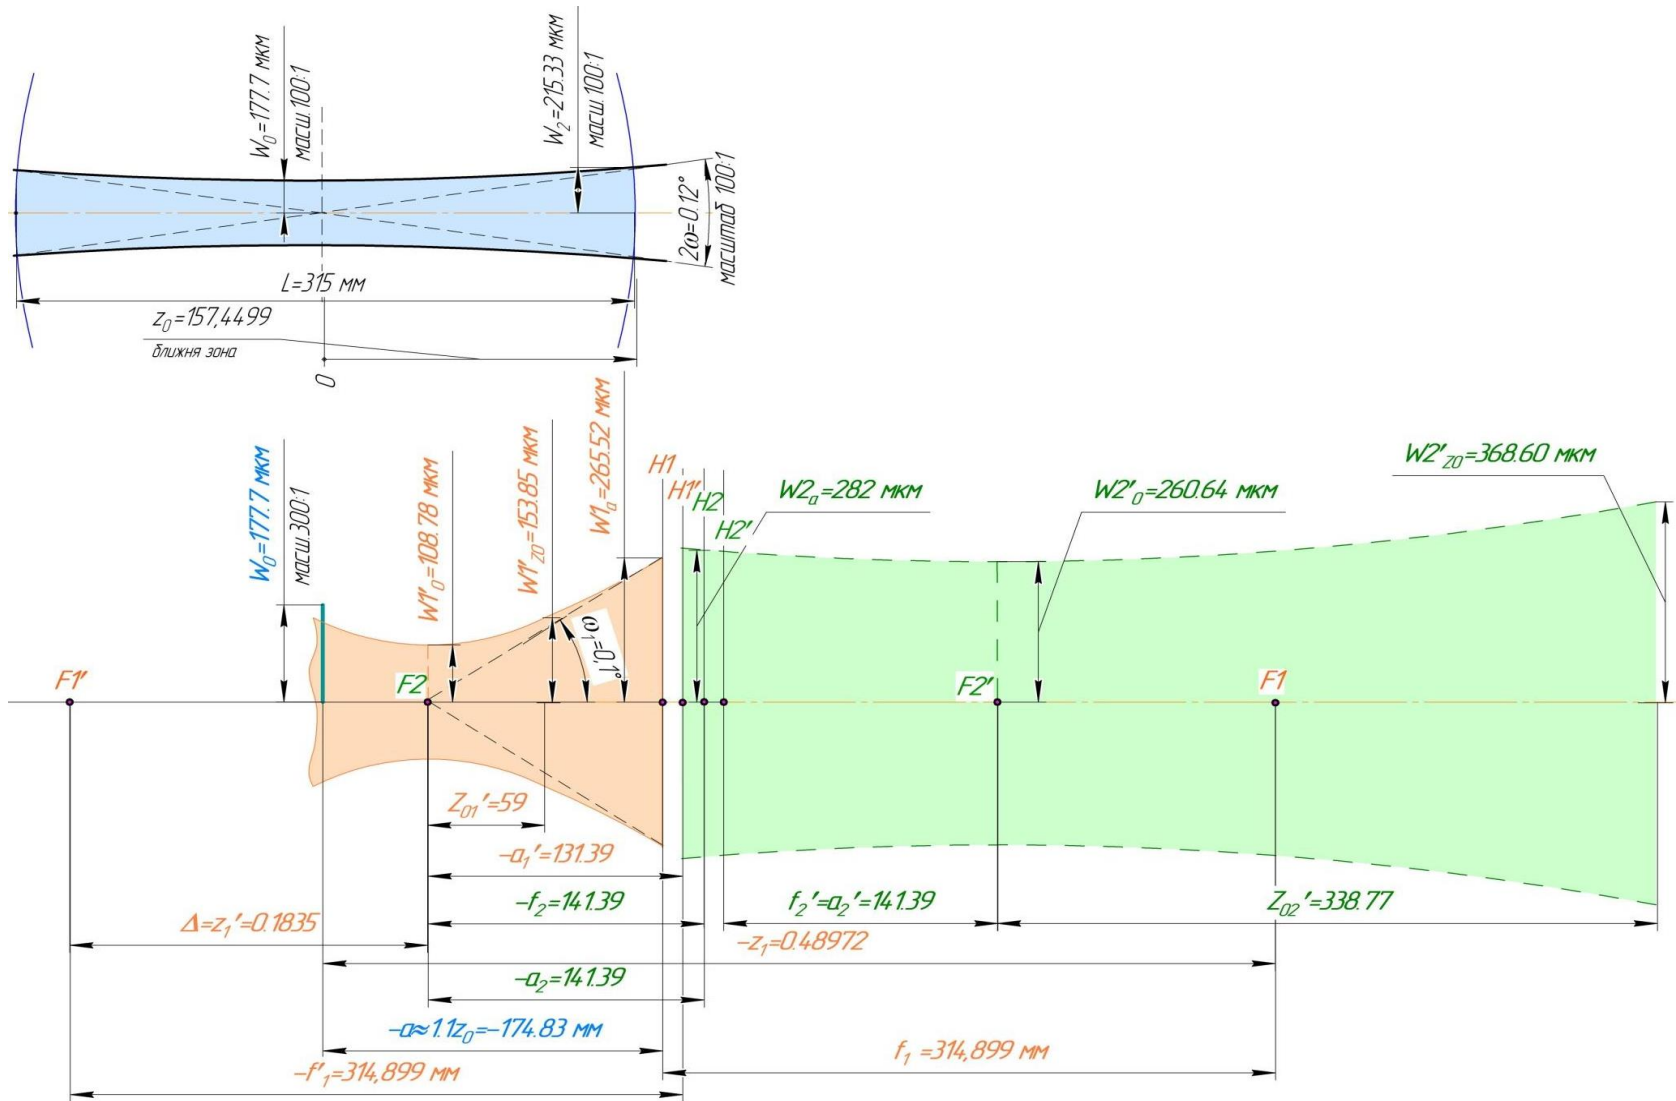 W₀=177.7 мкм
масш.100:1
W₂=215.33 мкм
масш.100:1
2ω=0.12°
масштаб 100:1
L=315 мм
z₀=157,4499
ближня зона
0
W₀=177.7 мкм
масш.300:1
W1'₀=108.78 мкм
W1'_Z0=153.85 мкм
W1ₐ=265.52 мкм
H1
H1'
H2
H2'
W2ₐ=282 мкм
W2'₀=260.64 мкм
W2'_Z0=368.60 мкм
ω₁=0,1°
F1'
F2
F2'
F1
Z₀₁'=59
–a₁'=131.39
–f₂=141.39
f₂'=a₂'=141.39
Z₀₂'=338.77
Δ=z₁'=0.1835
–z₁=0.48972
–a₂=141.39
–a≈1.1z₀=–174.83 мм
f₁ =314,899 мм
–f'₁=314,899 мм